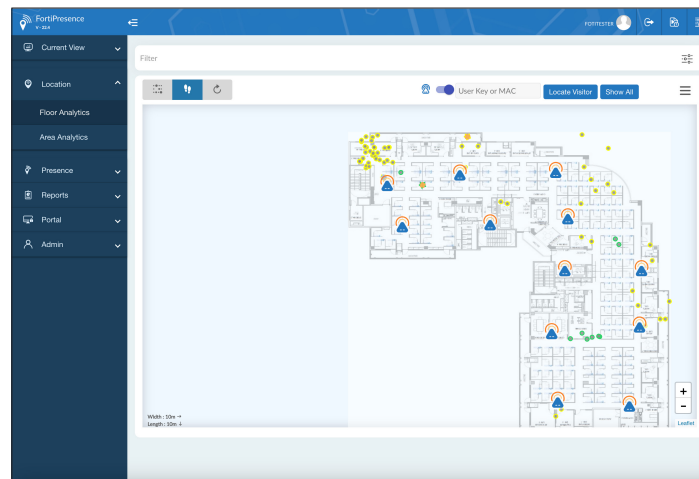 FortiPresence
V - 22.4
FORTITESTER
Current View
Location
Floor Analytics
Area Analytics
Presence
Reports
Portal
Admin
Filter
User Key or MAC
Locate Visitor
Show All
Width : 10m →
Length : 10m ↓
+
−
Leaflet